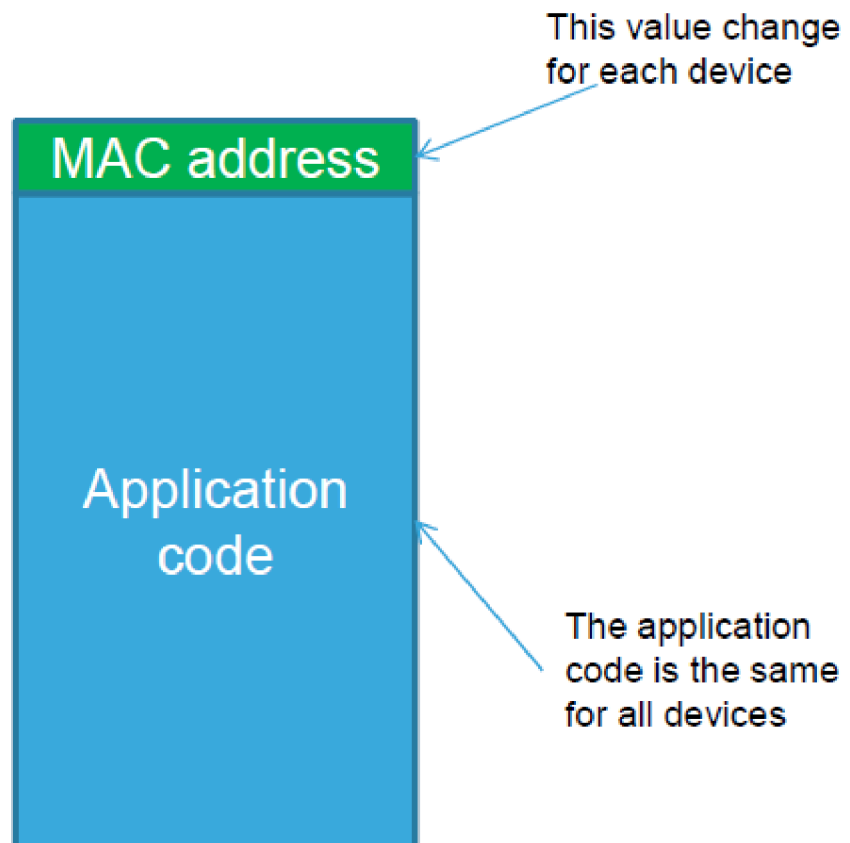 This value change
for each device
MAC address
Application
code
The application
code is the same
for all devices